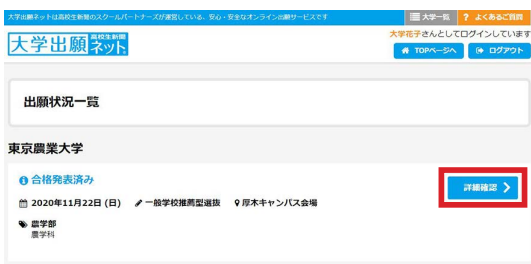 大学出願ネットは高校生新聞のスクールパートナーズが運営している、安心・安全なオンライン出願サービスです
大学一覧
? よくあるご質問
大学出願ネット
高校生新聞
大学花子さんとしてログインしています
TOPページへ
ログアウト
出願状況一覧
東京農業大学
合格発表済み
詳細確認
2020年11月22日 (日) 一般学校推薦型選抜 厚木キャンパス会場
農学部
農学科